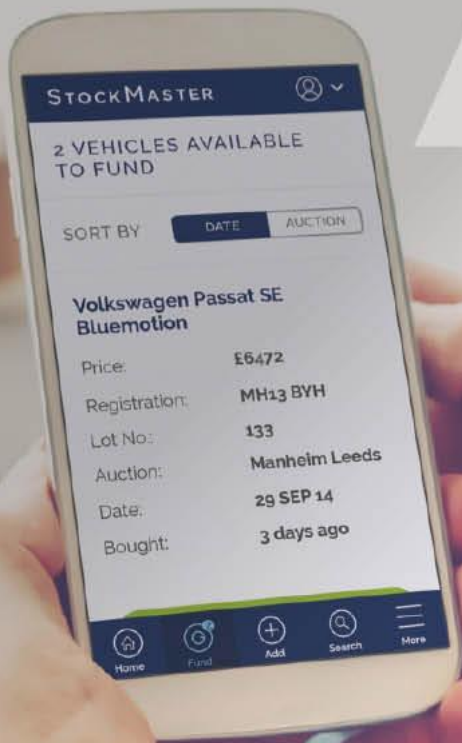 STOCKMASTER
2 VEHICLES AVAILABLE
TO FUND
SORT BY DATE AUCTION
Volkswagen Passat SE
Bluemotion
Price: £6472
Registration: MH13 BYH
Lot No.: 133
Auction: Manheim Leeds
Date: 29 SEP 14
Bought: 3 days ago
Home Fund Add Search More